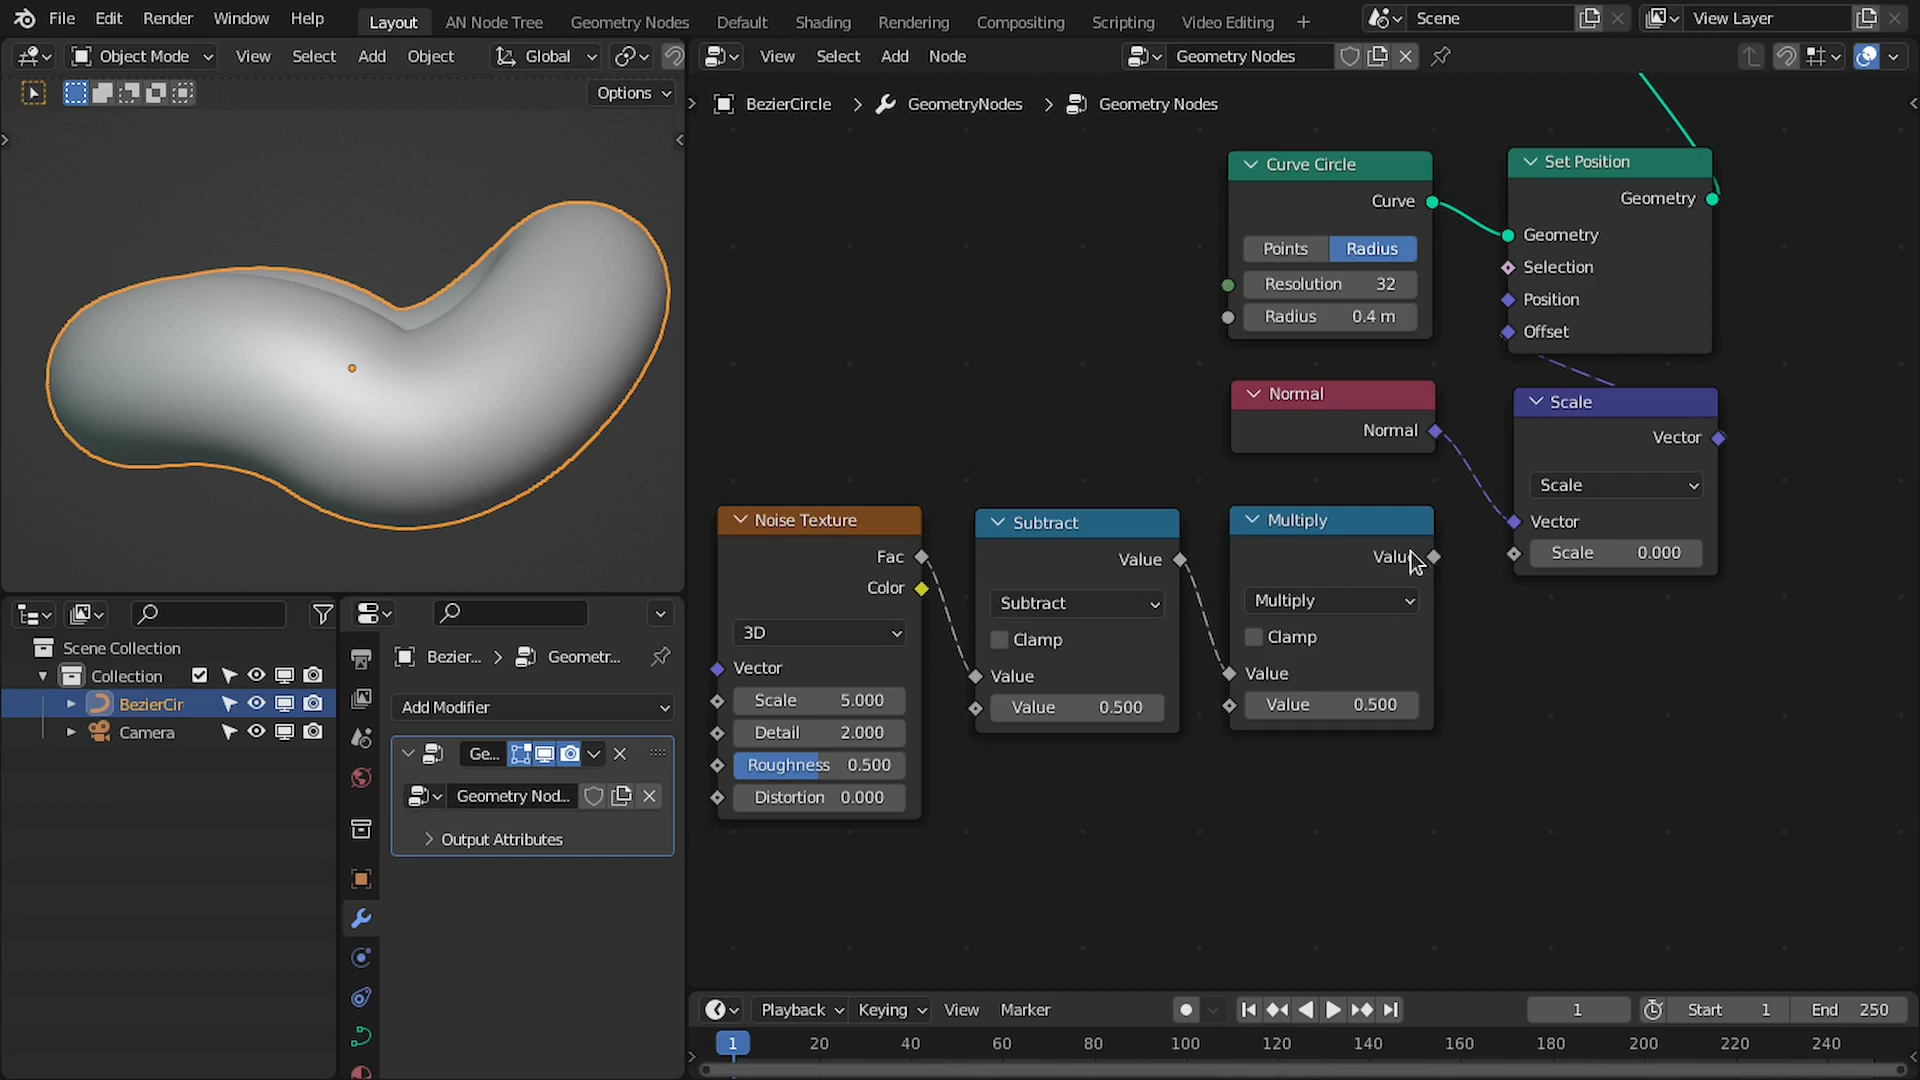 File Edit Render Window Help Layout AN Node Tree Geometry Nodes Default Shading Rendering Compositing Scripting Video Editing + Scene View Layer
Object Mode View Select Add Object Global
View Select Add Node Geometry Nodes
Options
BezierCircle > GeometryNodes > Geometry Nodes
Curve Circle
Curve
Points Radius
Resolution 32
Radius 0.4 m
Set Position
Geometry
Geometry
Selection
Position
Offset
Normal
Normal
Scale
Vector
Scale
Vector
Scale 0.000
Noise Texture
Fac
Color
3D
Vector
Scale 5.000
Detail 2.000
Roughness 0.500
Distortion 0.000
Subtract
Value
Subtract
Clamp
Value
Value 0.500
Multiply
Value
Multiply
Clamp
Value
Value 0.500
Scene Collection
Collection
BezierCir
Camera
Bezier... > Geometr...
Add Modifier
Ge...
Geometry Nod...
Output Attributes
Playback Keying View Marker 1 Start 1 End 250
1 20 40 60 80 100 120 140 160 180 200 220 240